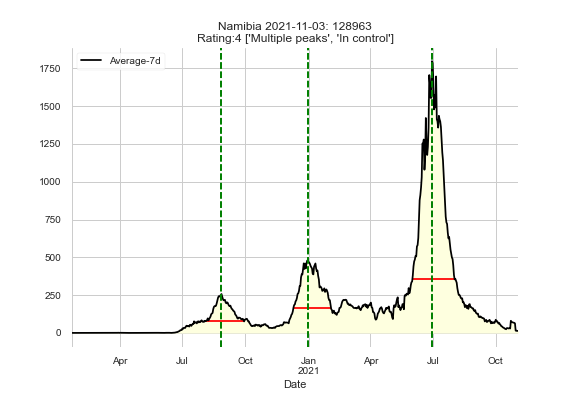 Namibia 2021-11-03: 128963
Rating:4 ['Multiple peaks', 'In control']
Average-7d
1750
1500
1250
1000
750
500
250
0
Apr Jul Oct Jan Apr Jul Oct
2021
Date